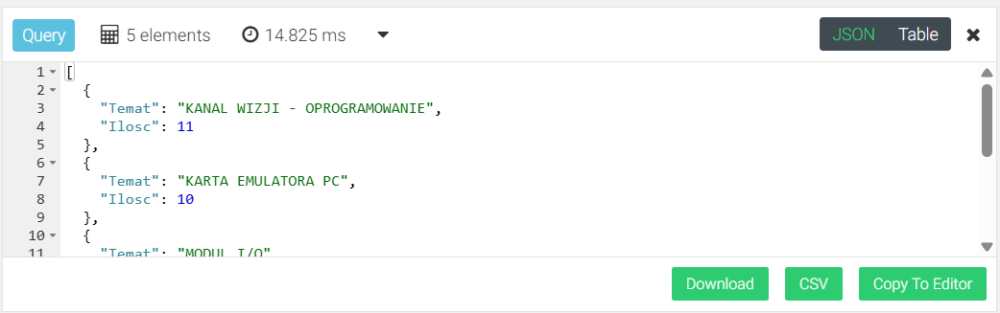 Query 5 elements 14.825 ms JSON Table
1 [
2 {
3 "Temat": "KANAL WIZJI - OPROGRAMOWANIE",
4 "Ilosc": 11
5 },
6 {
7 "Temat": "KARTA EMULATORA PC",
8 "Ilosc": 10
9 },
10 {
11 "Temat": "MODUL I/O"
Download CSV Copy To Editor